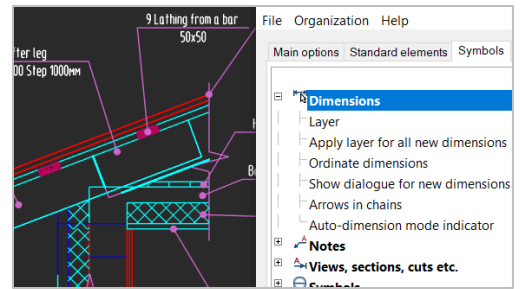 9 Lathing from a bar
50x50
fter leg
00 Step 1000мм
File Organization Help
Main options Standard elements Symbols
Dimensions
Layer
Apply layer for all new dimensions
Ordinate dimensions
Show dialogue for new dimensions
Arrows in chains
Auto-dimension mode indicator
Notes
Views, sections, cuts etc.
Symbols